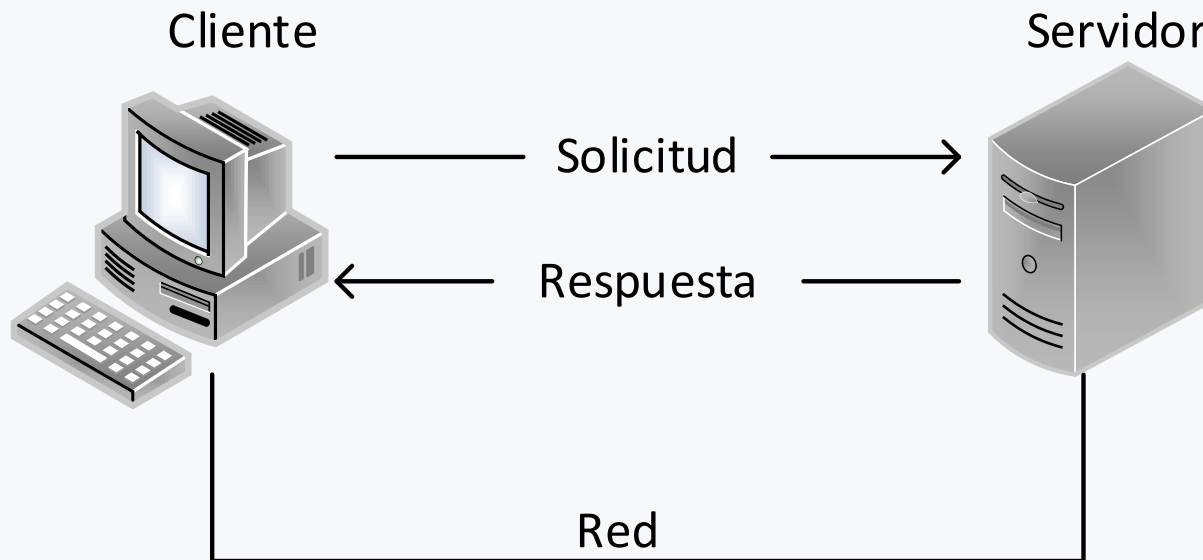 Cliente
Servidor
Solicitud
Respuesta
Red